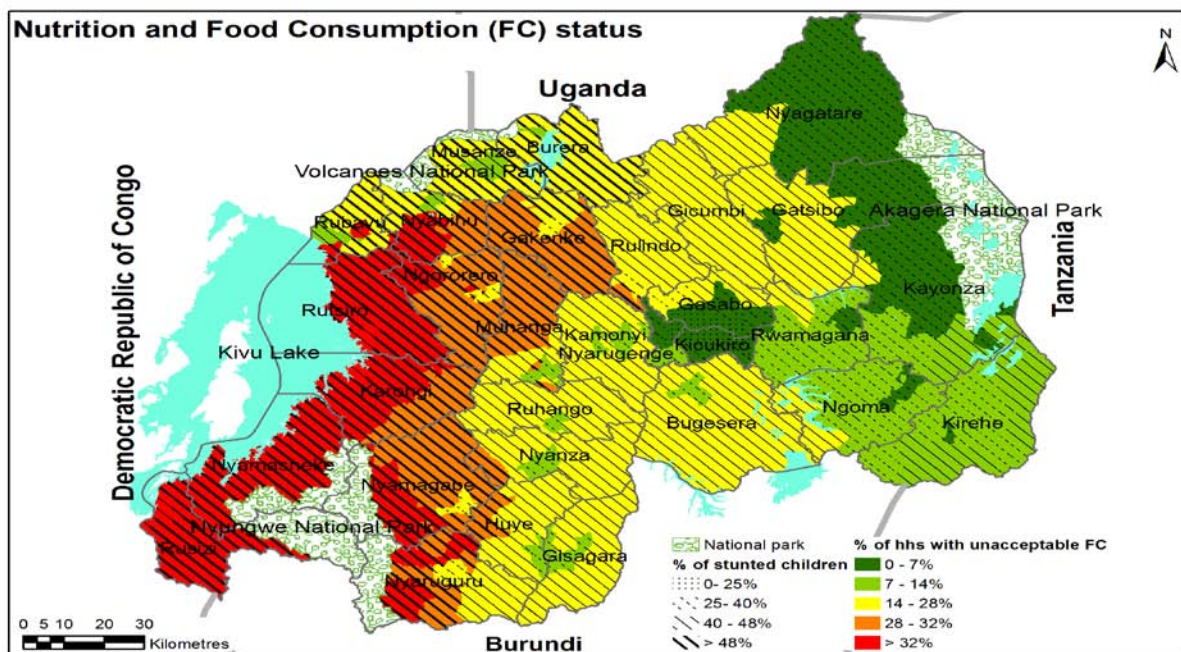 Nutrition and Food Consumption (FC) status
N
Uganda
Nyagatare
Burera
Musanze
Volcanoes National Park
Rubavu
Nyabihu
Gakenke
Gicumbi
Gatsibo
Akagera National Park
Rulindo
Tanzania
Democratic Republic of Congo
Ngororero
Kayonza
Rutsiro
Gasabo
Muhanga
Kamonyi
Rwamagana
Kicukiro
Nyarugenge
Kivu Lake
Karongi
Ruhango
Bugesera
Ngoma
Kirehe
Nyamasheke
Nyanza
Nyamagabe
Nyungwe National Park
Huye
Rusizi
Gisagara
Nyaruguru
Burundi
National park
% of stunted children
0- 25%
25- 40%
40 - 48%
> 48%
% of hhs with unacceptable FC
0 - 7%
7 - 14%
14 - 28%
28 - 32%
> 32%
0 5 10 20 30
Kilometres